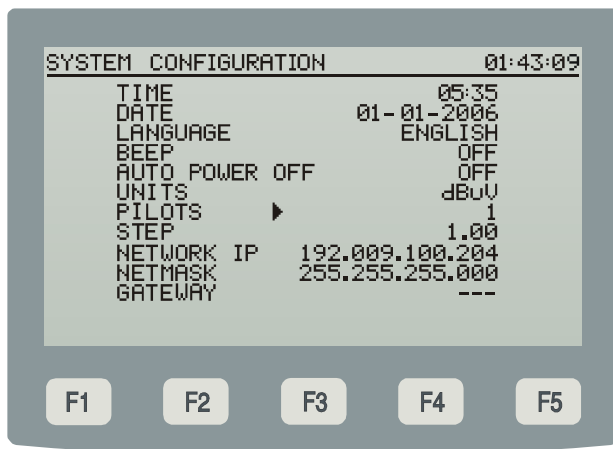 SYSTEM CONFIGURATION 01:43:09
TIME 05:35
DATE 01-01-2006
LANGUAGE ENGLISH
BEEP OFF
AUTO POWER OFF OFF
UNITS dBuV
PILOTS ▶ 1
STEP 1.00
NETWORK IP 192.009.100.204
NETMASK 255.255.255.000
GATEWAY ---
F1 F2 F3 F4 F5